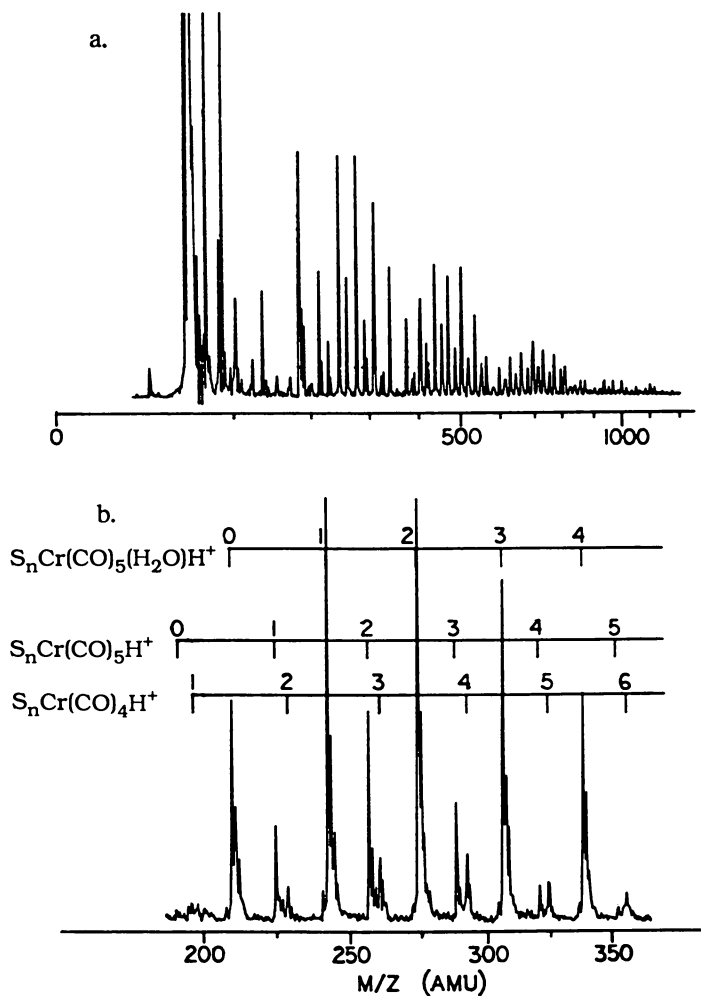 a.
0 500 1000
b.
0 1 2 3 4
SₙCr(CO)₅(H₂O)H⁺
0 1 2 3 4 5
SₙCr(CO)₅H⁺
1 2 3 4 5 6
SₙCr(CO)₄H⁺
200 250 300 350
M/Z (AMU)